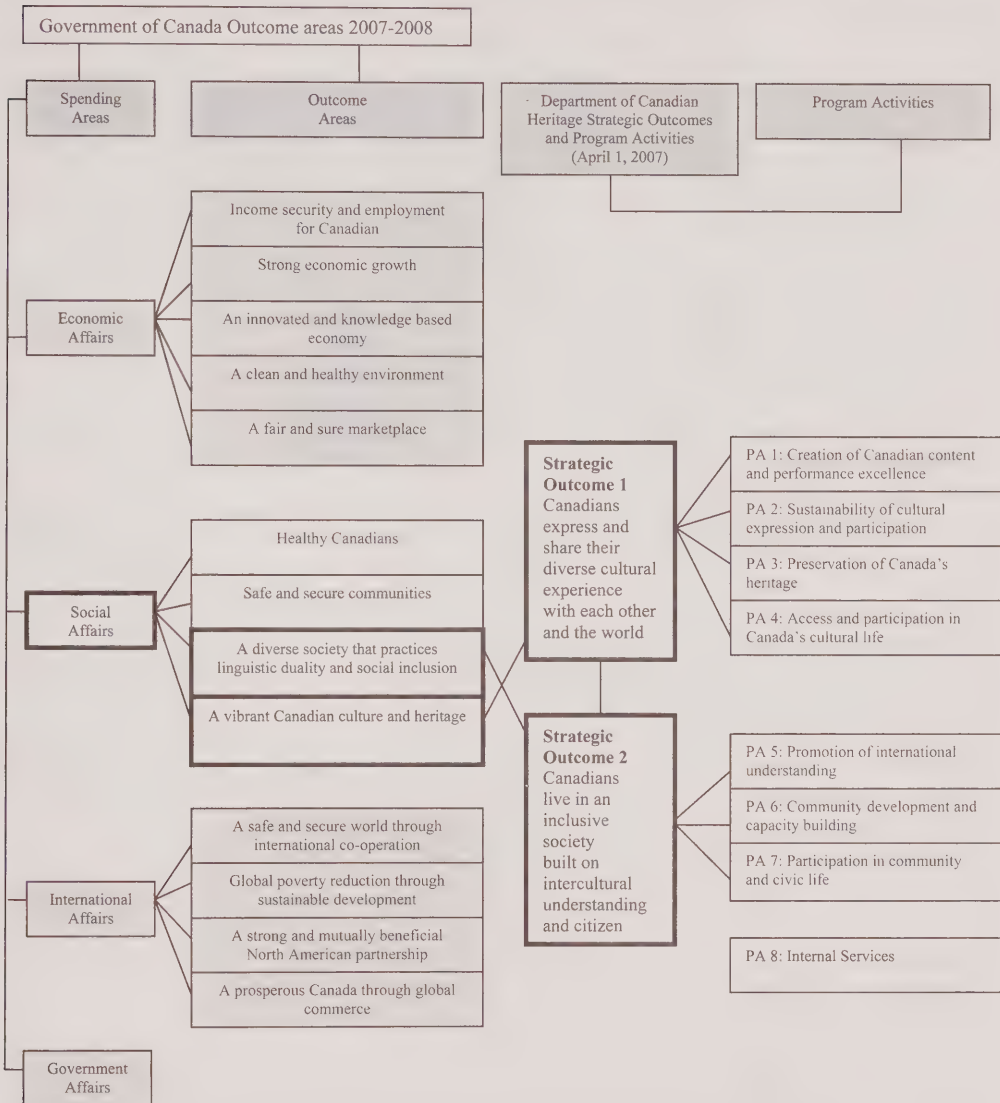 Government of Canada Outcome areas 2007-2008
Spending
Areas
Outcome
Areas
Department of Canadian
Heritage Strategic Outcomes
and Program Activities
(April 1, 2007)
Program Activities
Economic
Affairs
Income security and employment
for Canadian
Strong economic growth
An innovated and knowledge based
economy
A clean and healthy environment
A fair and sure marketplace
Social
Affairs
Healthy Canadians
Safe and secure communities
A diverse society that practices
linguistic duality and social inclusion
A vibrant Canadian culture and heritage
Strategic
Outcome 1
Canadians
express and
share their
diverse cultural
experience
with each other
and the world
PA 1: Creation of Canadian content
and performance excellence
PA 2: Sustainability of cultural
expression and participation
PA 3: Preservation of Canada's
heritage
PA 4: Access and participation in
Canada's cultural life
Strategic
Outcome 2
Canadians
live in an
inclusive
society
built on
intercultural
understanding
and citizen
PA 5: Promotion of international
understanding
PA 6: Community development and
capacity building
PA 7: Participation in community
and civic life
PA 8: Internal Services
International
Affairs
A safe and secure world through
international co-operation
Global poverty reduction through
sustainable development
A strong and mutually beneficial
North American partnership
A prosperous Canada through global
commerce
Government
Affairs